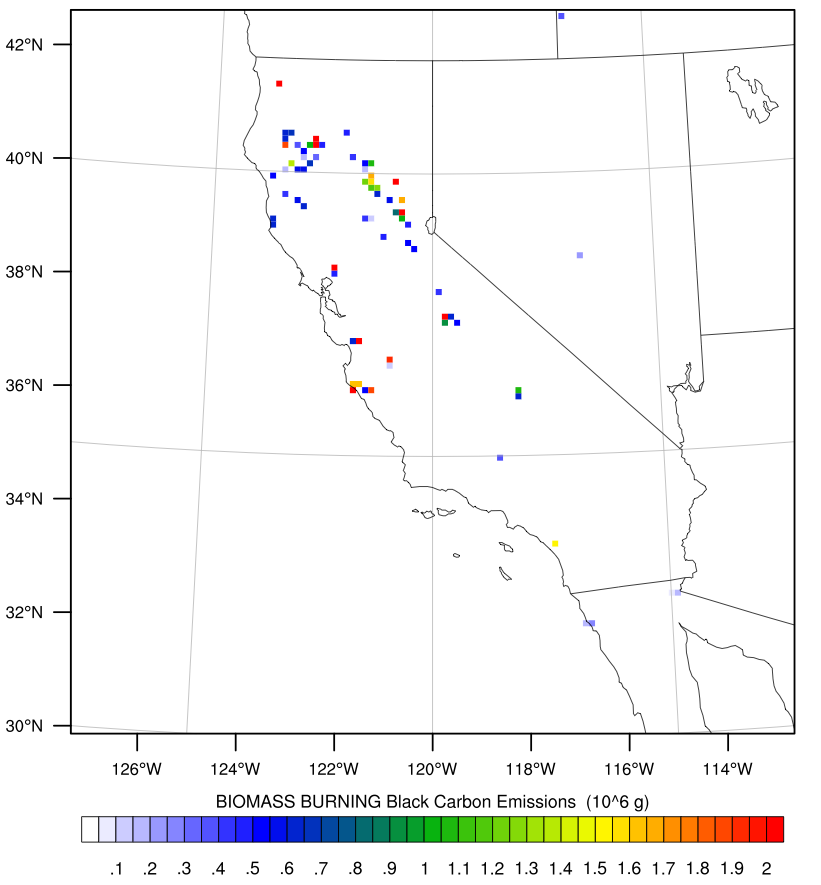 42°N
40°N
38°N
36°N
34°N
32°N
30°N
126°W 124°W 122°W 120°W 118°W 116°W 114°W
BIOMASS BURNING Black Carbon Emissions (10^6 g)
.1 .2 .3 .4 .5 .6 .7 .8 .9 1 1.1 1.2 1.3 1.4 1.5 1.6 1.7 1.8 1.9 2